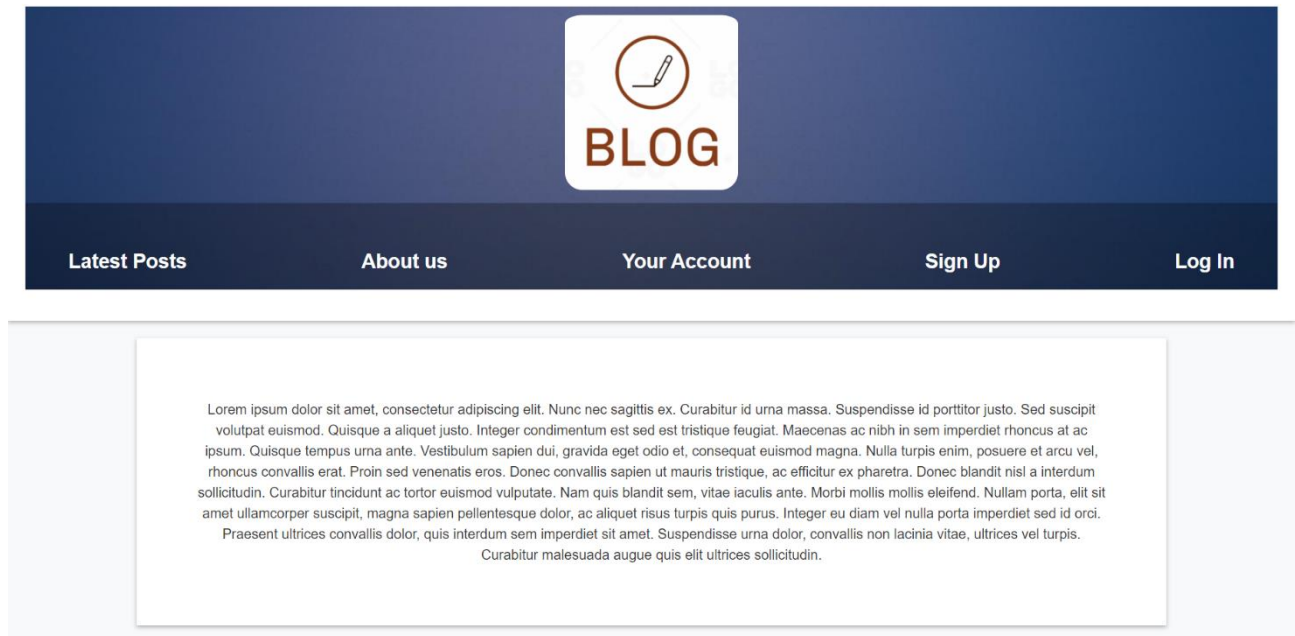 BLOG
Latest Posts About us Your Account Sign Up Log In
Lorem ipsum dolor sit amet, consectetur adipiscing elit. Nunc nec sagittis ex. Curabitur id urna massa. Suspendisse id porttitor justo. Sed suscipit
volutpat euismod. Quisque a aliquet justo. Integer condimentum est sed est tristique feugiat. Maecenas ac nibh in sem imperdiet rhoncus at ac
ipsum. Quisque tempus urna ante. Vestibulum sapien dui, gravida eget odio et, consequat euismod magna. Nulla turpis enim, posuere et arcu vel,
rhoncus convallis erat. Proin sed venenatis eros. Donec convallis sapien ut mauris tristique, ac efficitur ex pharetra. Donec blandit nisl a interdum
sollicitudin. Curabitur tincidunt ac tortor euismod vulputate. Nam quis blandit sem, vitae iaculis ante. Morbi mollis mollis eleifend. Nullam porta, elit sit
amet ullamcorper suscipit, magna sapien pellentesque dolor, ac aliquet risus turpis quis purus. Integer eu diam vel nulla porta imperdiet sed id orci.
Praesent ultrices convallis dolor, quis interdum sem imperdiet sit amet. Suspendisse urna dolor, convallis non lacinia vitae, ultrices vel turpis.
Curabitur malesuada augue quis elit ultrices sollicitudin.